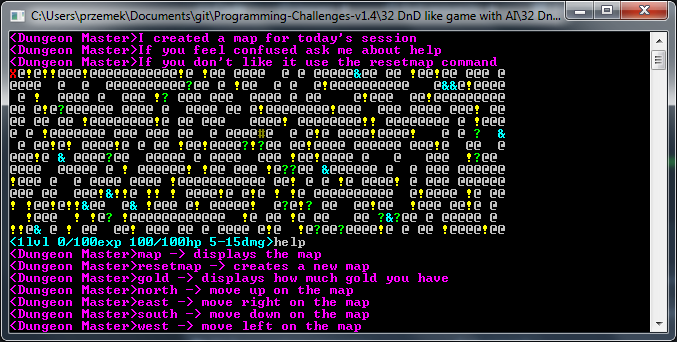 C:\Users\przemek\Documents\git\Programming-Challenges-v1.4\32 DnD like game with AI\32 Dn...
<Dungeon Master>I created a map for today's session
<Dungeon Master>If you feel confused ask me about help
<Dungeon Master>If you don't like it use the resetmap command
<1lvl 0/100exp 100/100hp 5-15dmg>help
<Dungeon Master>map -> displays the map
<Dungeon Master>resetmap -> creates a new map
<Dungeon Master>gold -> displays how much gold you have
<Dungeon Master>north -> move up on the map
<Dungeon Master>east -> move right on the map
<Dungeon Master>south -> move down on the map
<Dungeon Master>west -> move left on the map